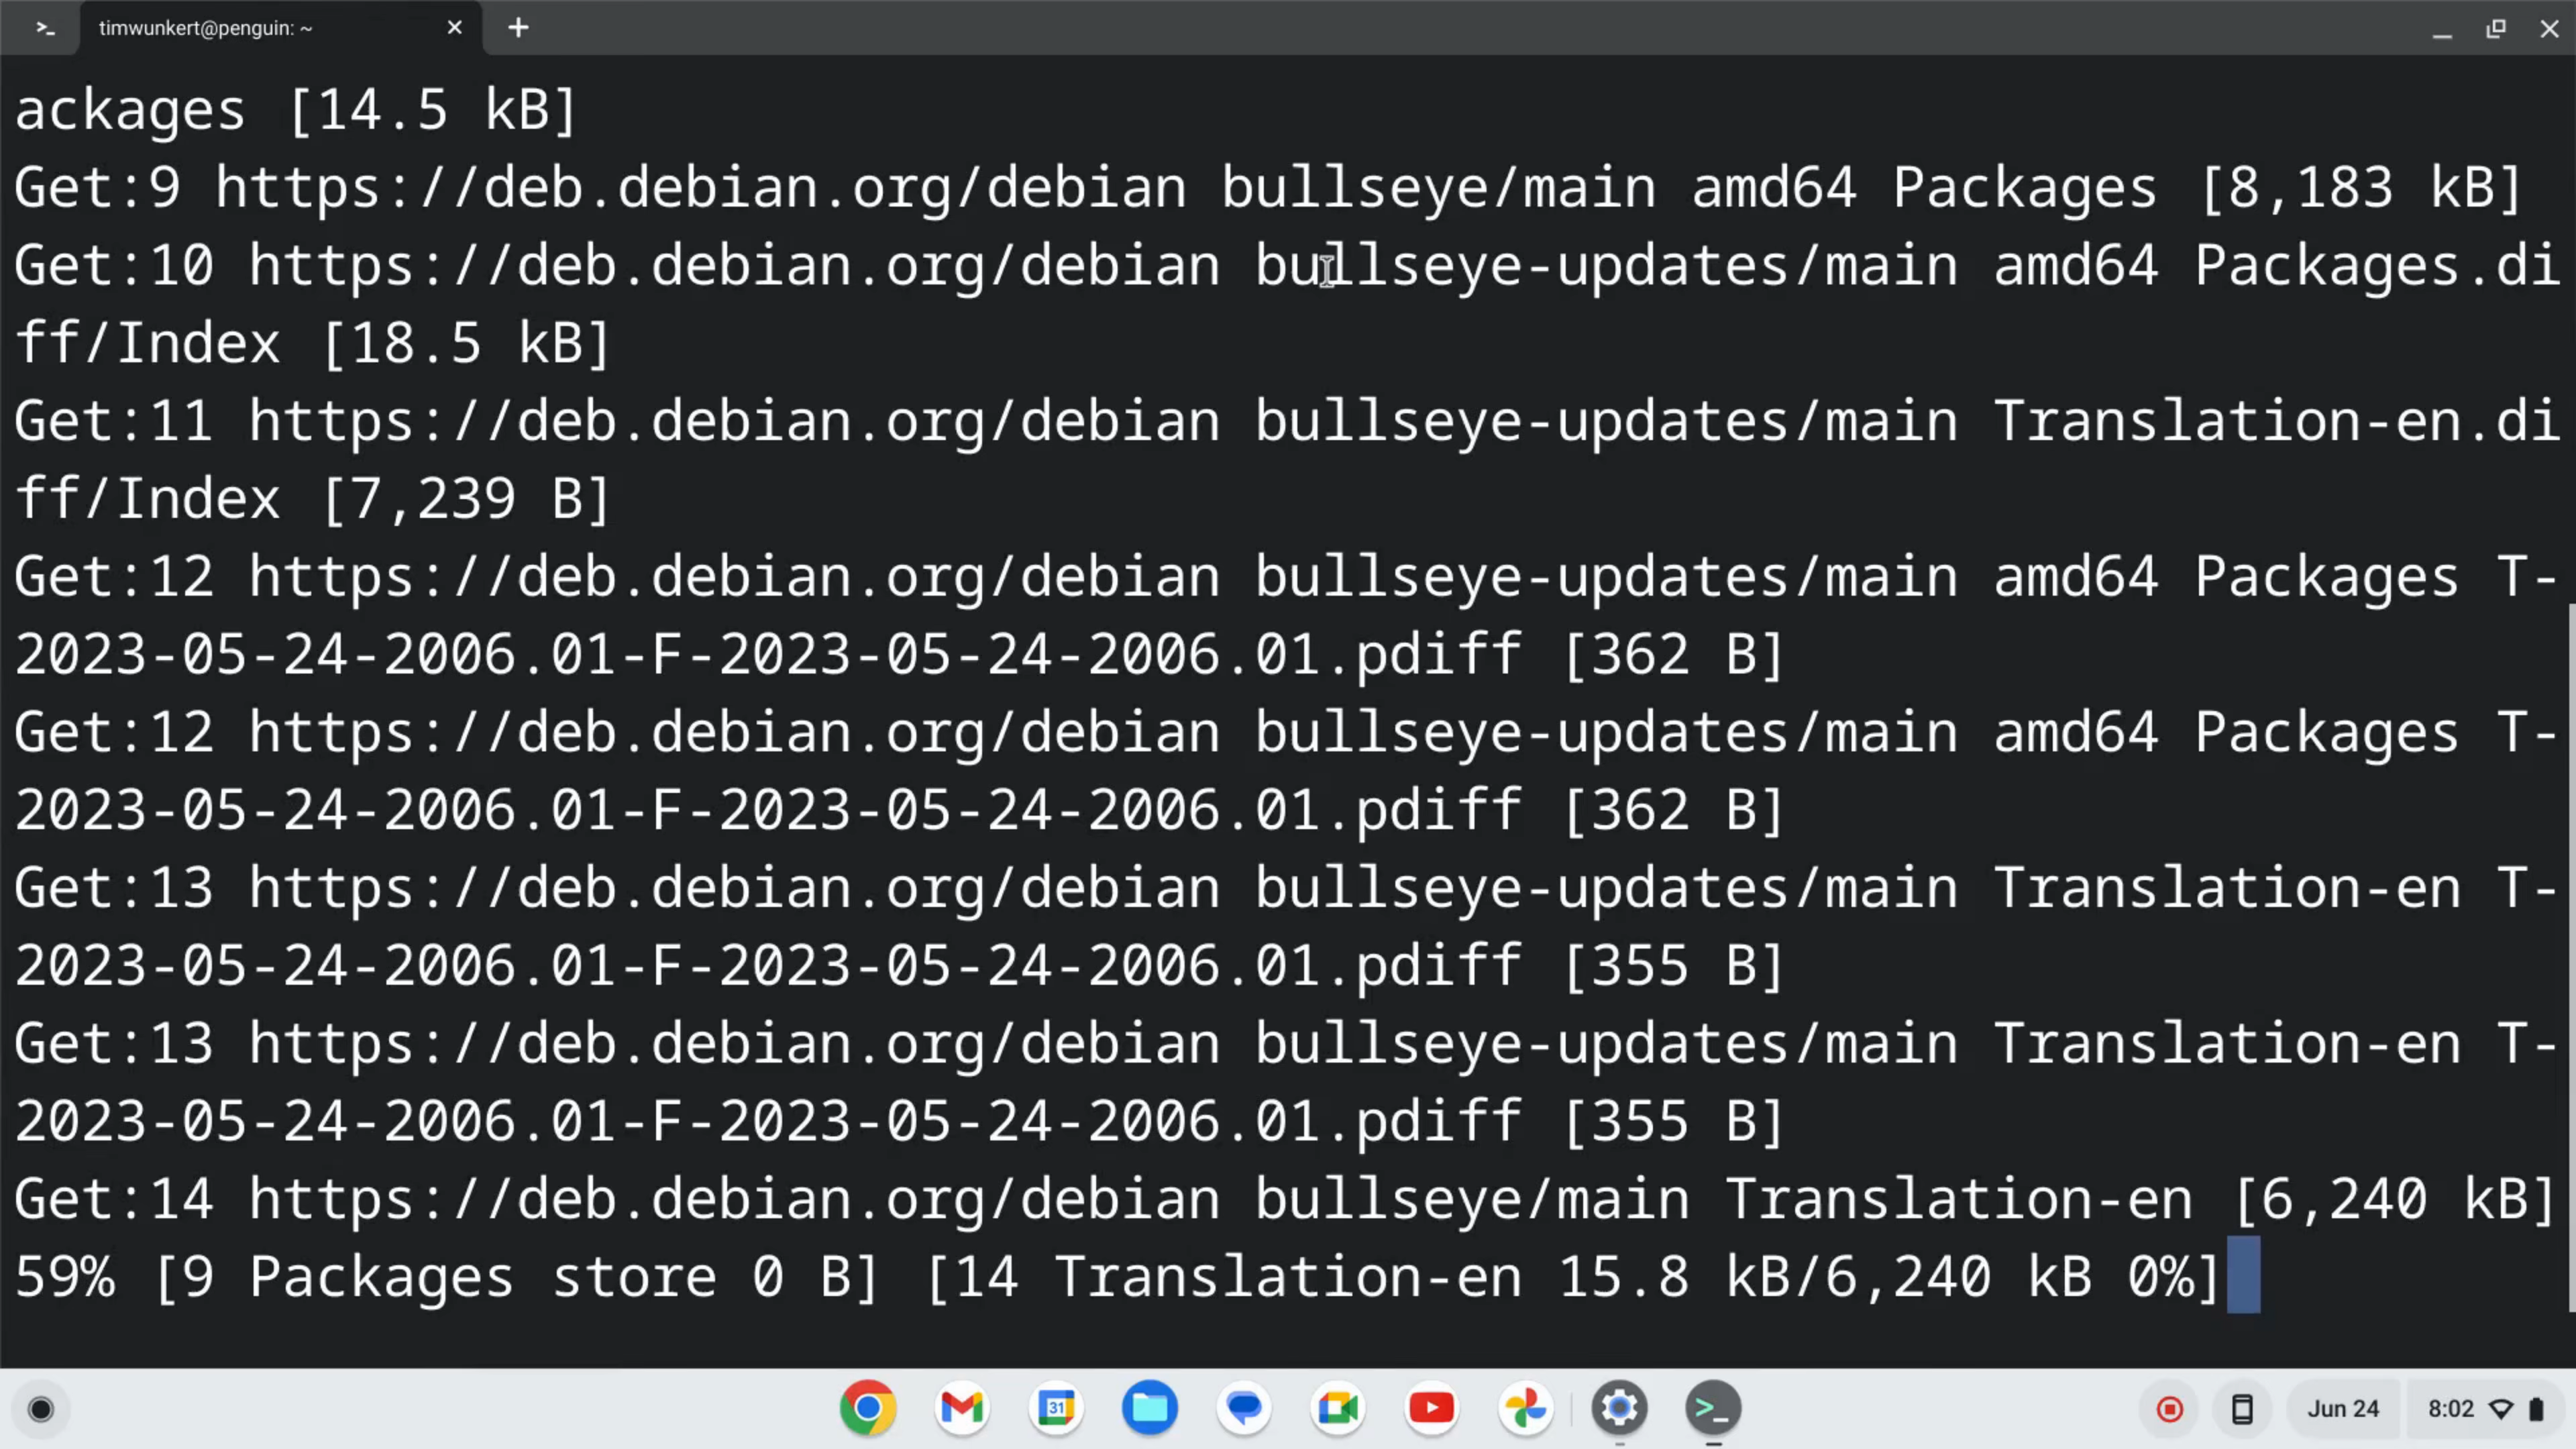 >_ timwunkert@penguin: ~
ackages [14.5 kB]
Get:9 https://deb.debian.org/debian bullseye/main amd64 Packages [8,183 kB]
Get:10 https://deb.debian.org/debian bullseye-updates/main amd64 Packages.di
ff/Index [18.5 kB]
Get:11 https://deb.debian.org/debian bullseye-updates/main Translation-en.di
ff/Index [7,239 B]
Get:12 https://deb.debian.org/debian bullseye-updates/main amd64 Packages T-
2023-05-24-2006.01-F-2023-05-24-2006.01.pdiff [362 B]
Get:12 https://deb.debian.org/debian bullseye-updates/main amd64 Packages T-
2023-05-24-2006.01-F-2023-05-24-2006.01.pdiff [362 B]
Get:13 https://deb.debian.org/debian bullseye-updates/main Translation-en T-
2023-05-24-2006.01-F-2023-05-24-2006.01.pdiff [355 B]
Get:13 https://deb.debian.org/debian bullseye-updates/main Translation-en T-
2023-05-24-2006.01-F-2023-05-24-2006.01.pdiff [355 B]
Get:14 https://deb.debian.org/debian bullseye/main Translation-en [6,240 kB]
59% [9 Packages store 0 B] [14 Translation-en 15.8 kB/6,240 kB 0%]
31 >_ Jun 24 8:02